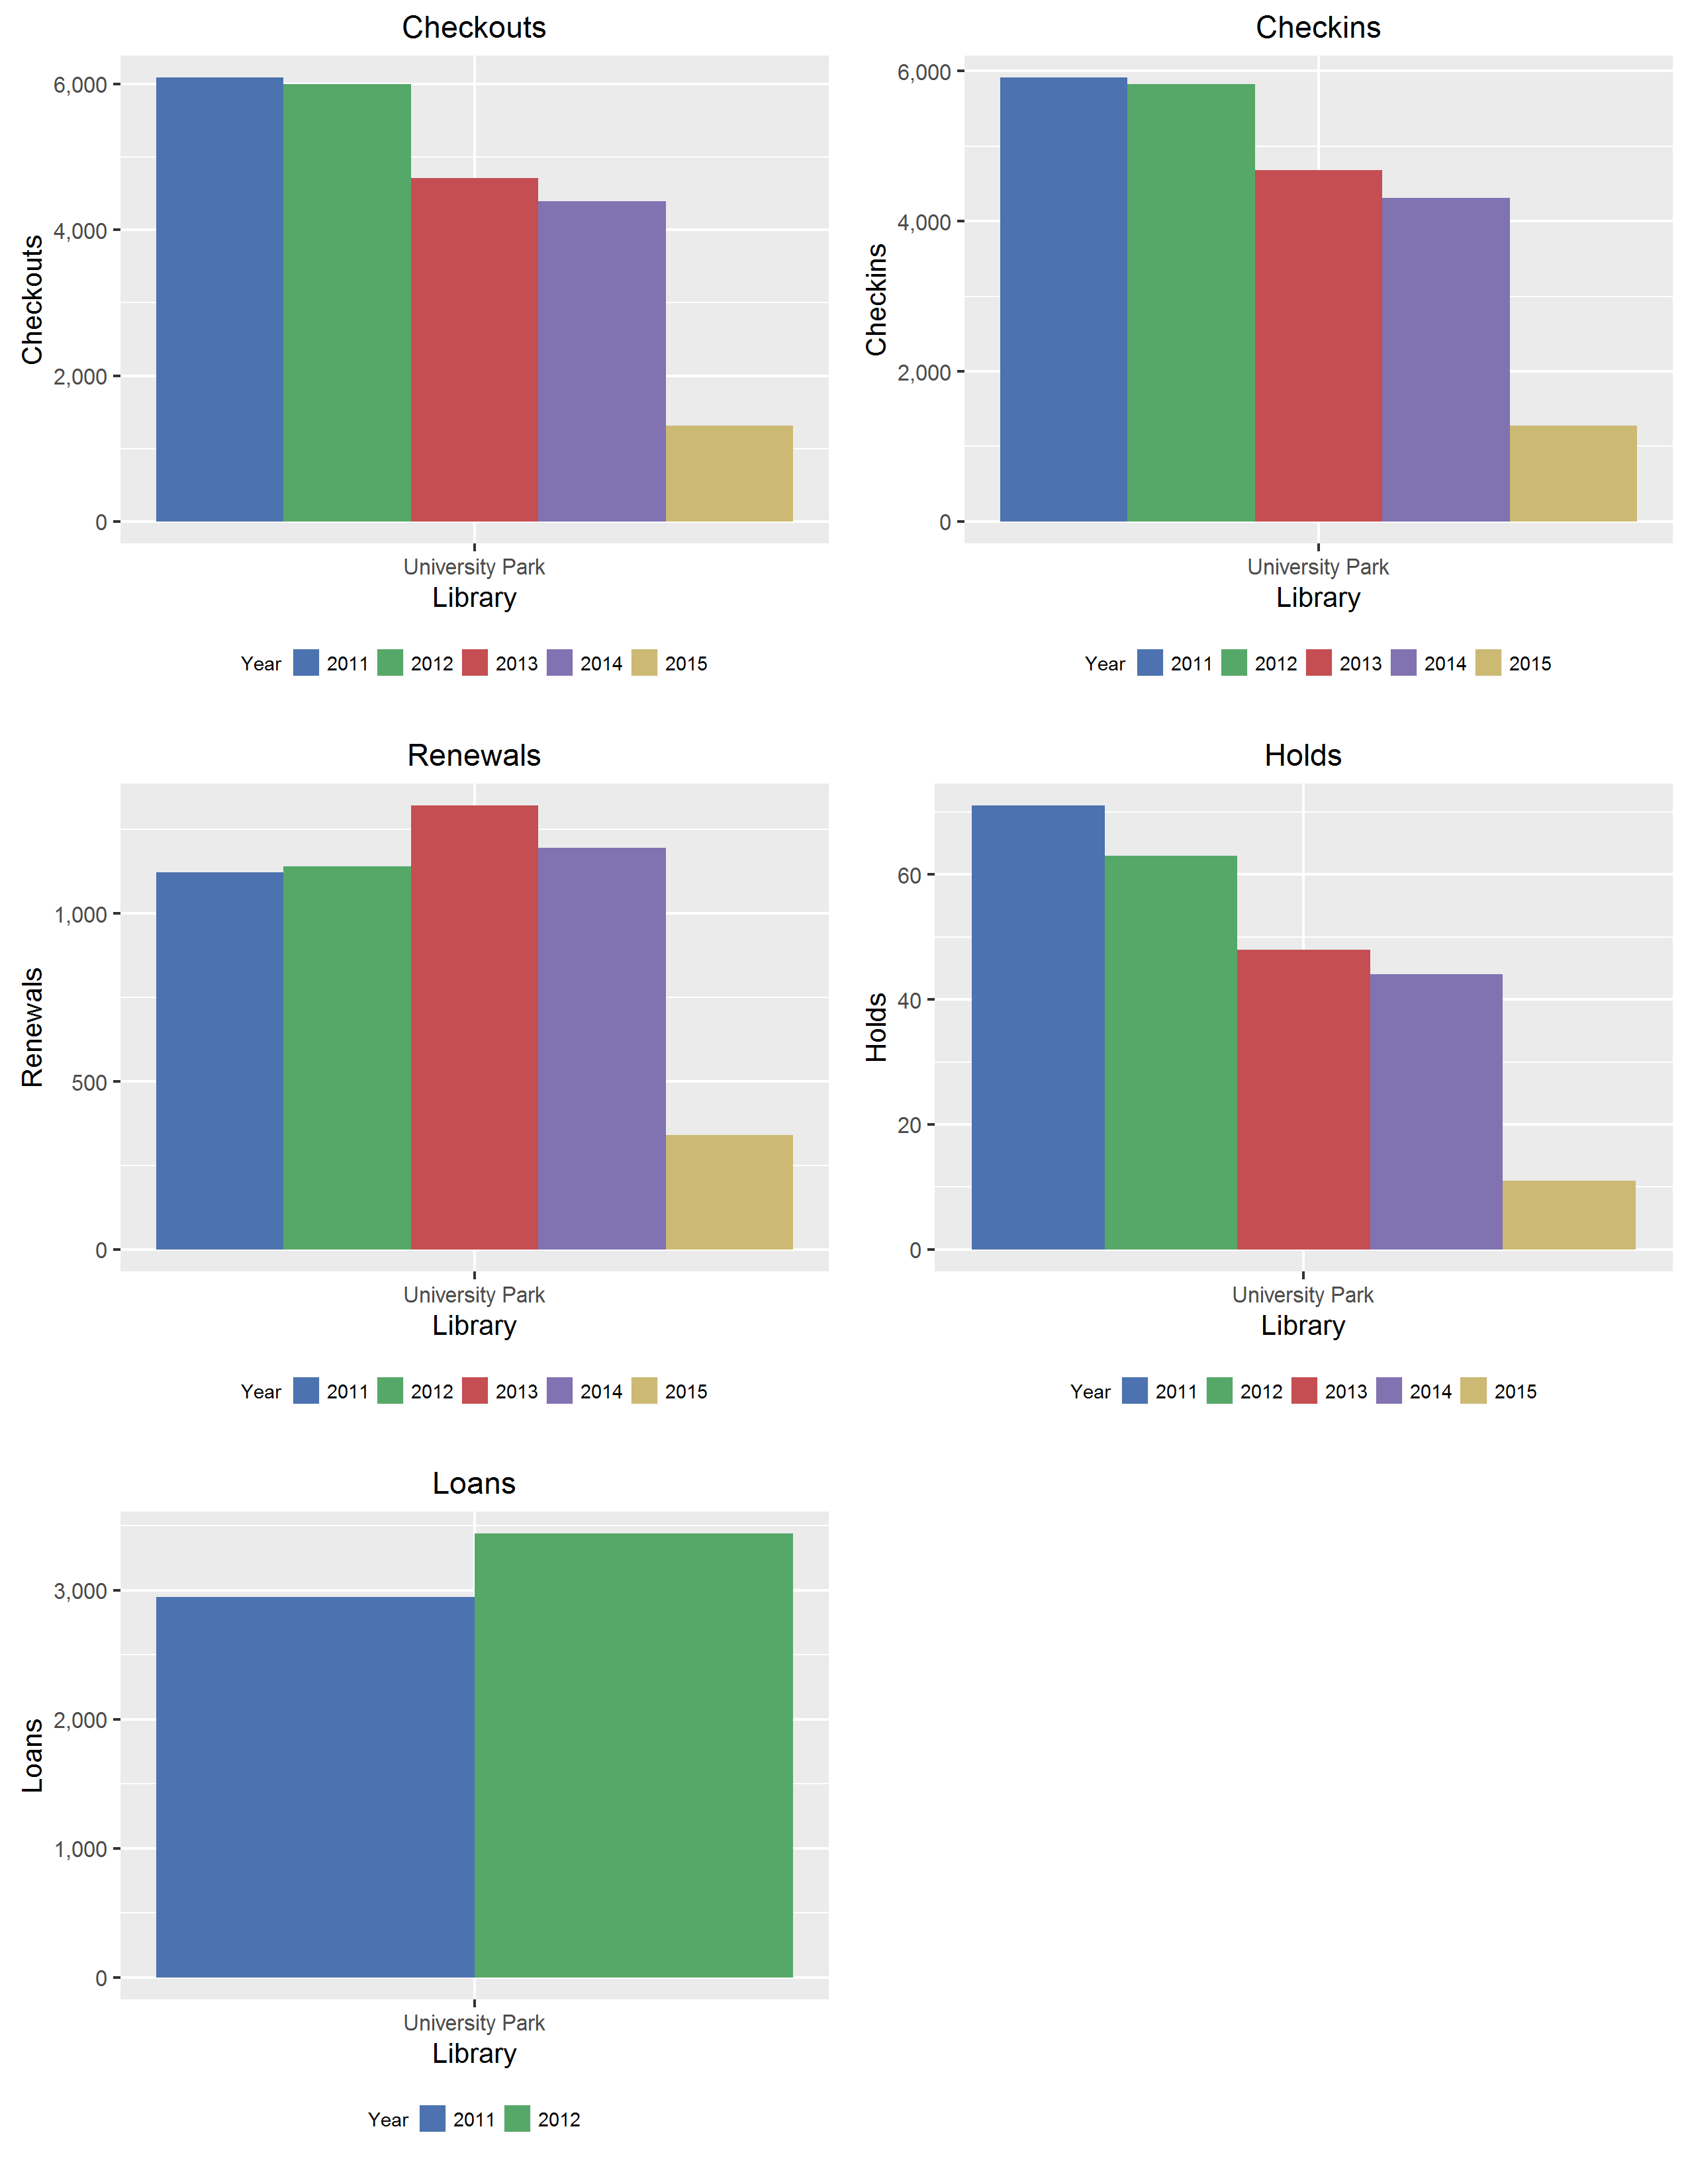 Checkouts
6,000
4,000
2,000
0
Checkouts
University Park
Library
Year 2011 2012 2013 2014 2015
Checkins
6,000
4,000
2,000
0
Checkins
University Park
Library
Year 2011 2012 2013 2014 2015
Renewals
1,000
500
0
Renewals
University Park
Library
Year 2011 2012 2013 2014 2015
Holds
60
40
20
0
Holds
University Park
Library
Year 2011 2012 2013 2014 2015
Loans
3,000
2,000
1,000
0
Loans
University Park
Library
Year 2011 2012